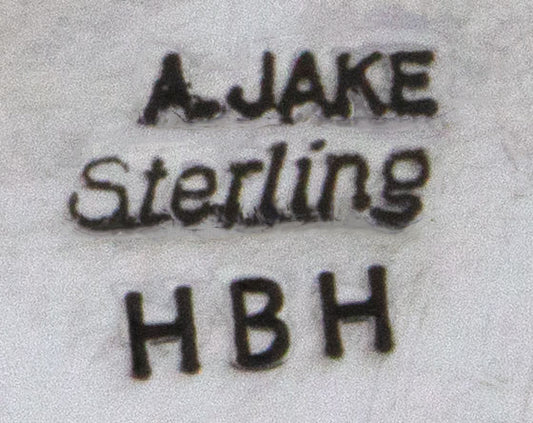 A. JAKE
Sterling
HBH